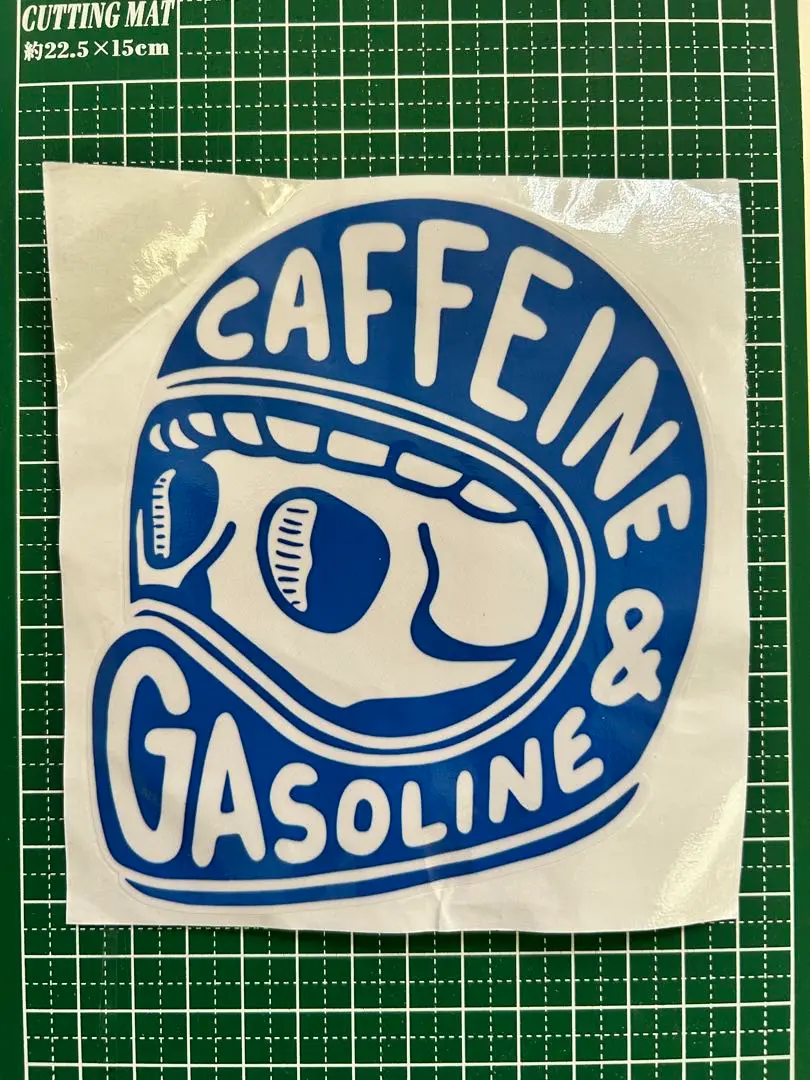 CUTTING MAT
約22.5×15cm
CAFFEINE
&
GASOLINE